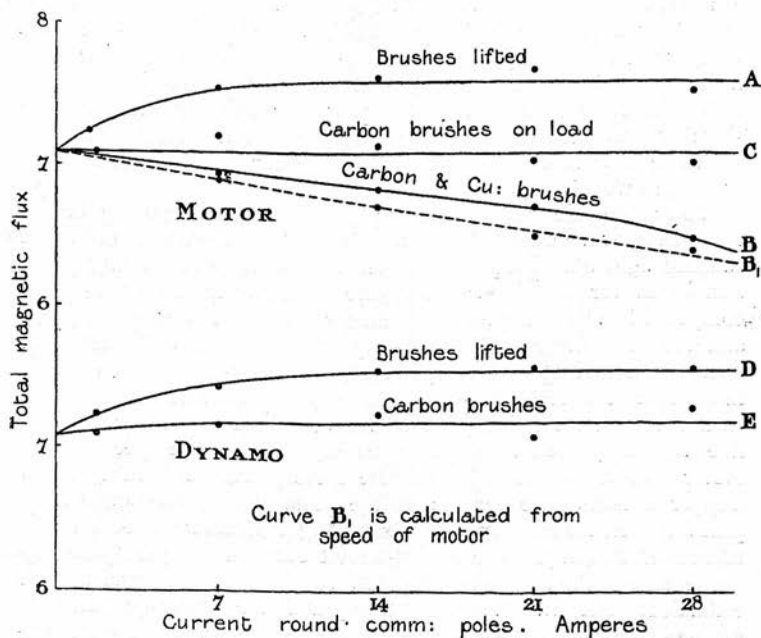 8
Brushes lifted
A
Carbon brushes on load
C
7
Carbon & Cu: brushes
MOTOR
B
B₁
6
Total magnetic flux
Brushes lifted
D
Carbon brushes
E
7
DYNAMO
Curve B₁ is calculated from
speed of motor
6
7 14 21 28
Current round comm: poles. Amperes